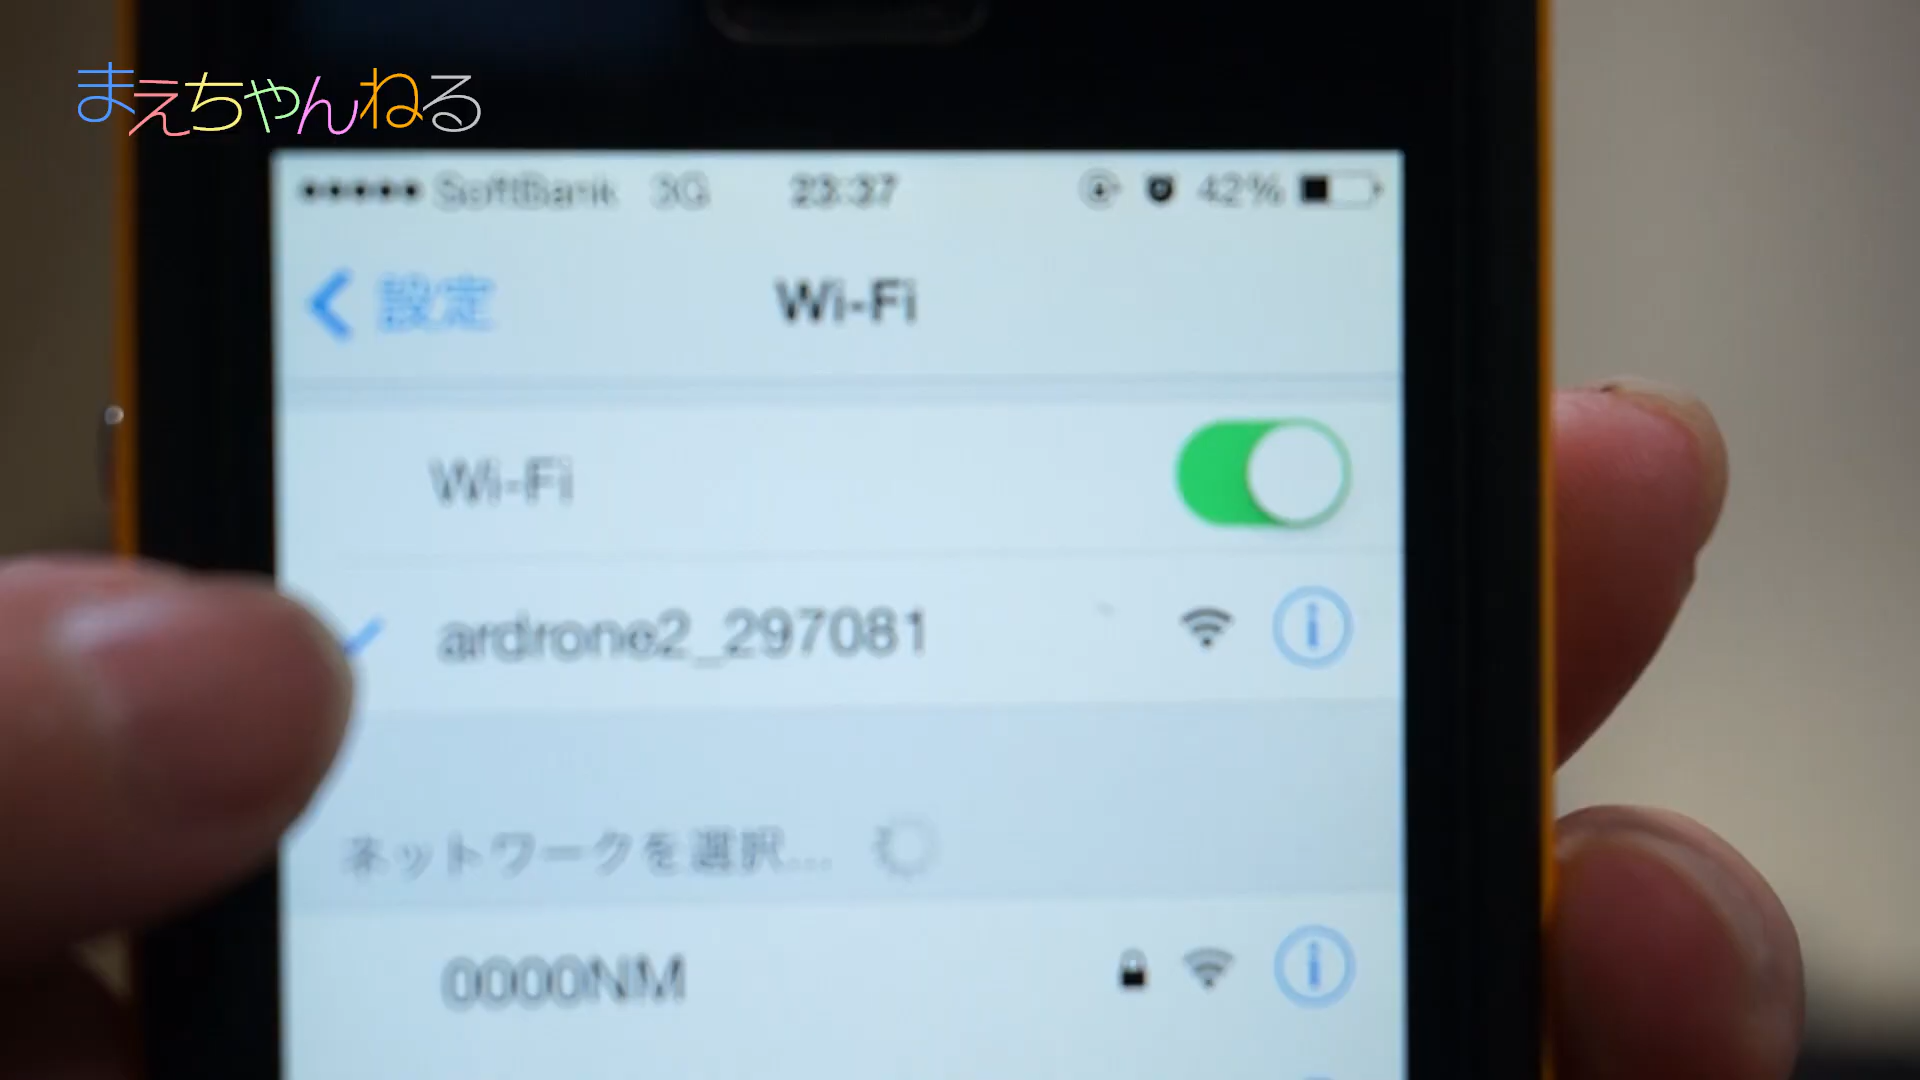 まえちゃんねる
SoftBank 3G 23:37 42%
設定 Wi-Fi
Wi-Fi
ardrone2_297081
ネットワークを選択...
0000NM